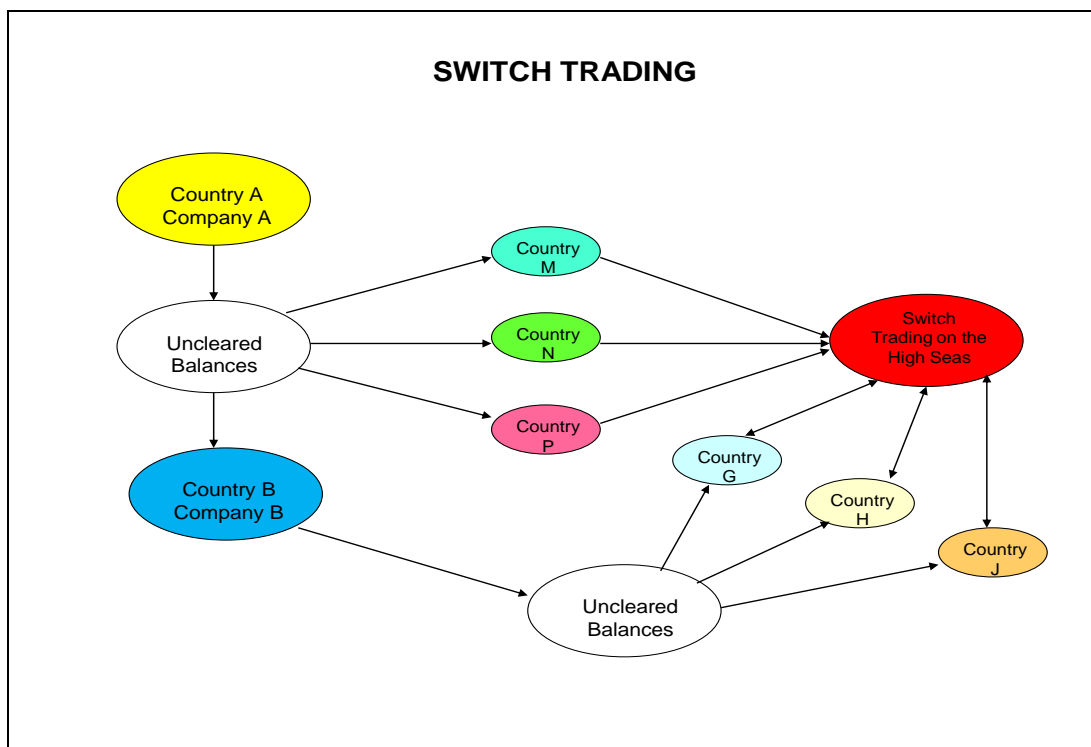 SWITCH TRADING
Country A
Company A
Country
M
Uncleared
Balances
Country
N
Switch
Trading on the
High Seas
Country
P
Country
G
Country B
Company B
Country
H
Country
J
Uncleared
Balances